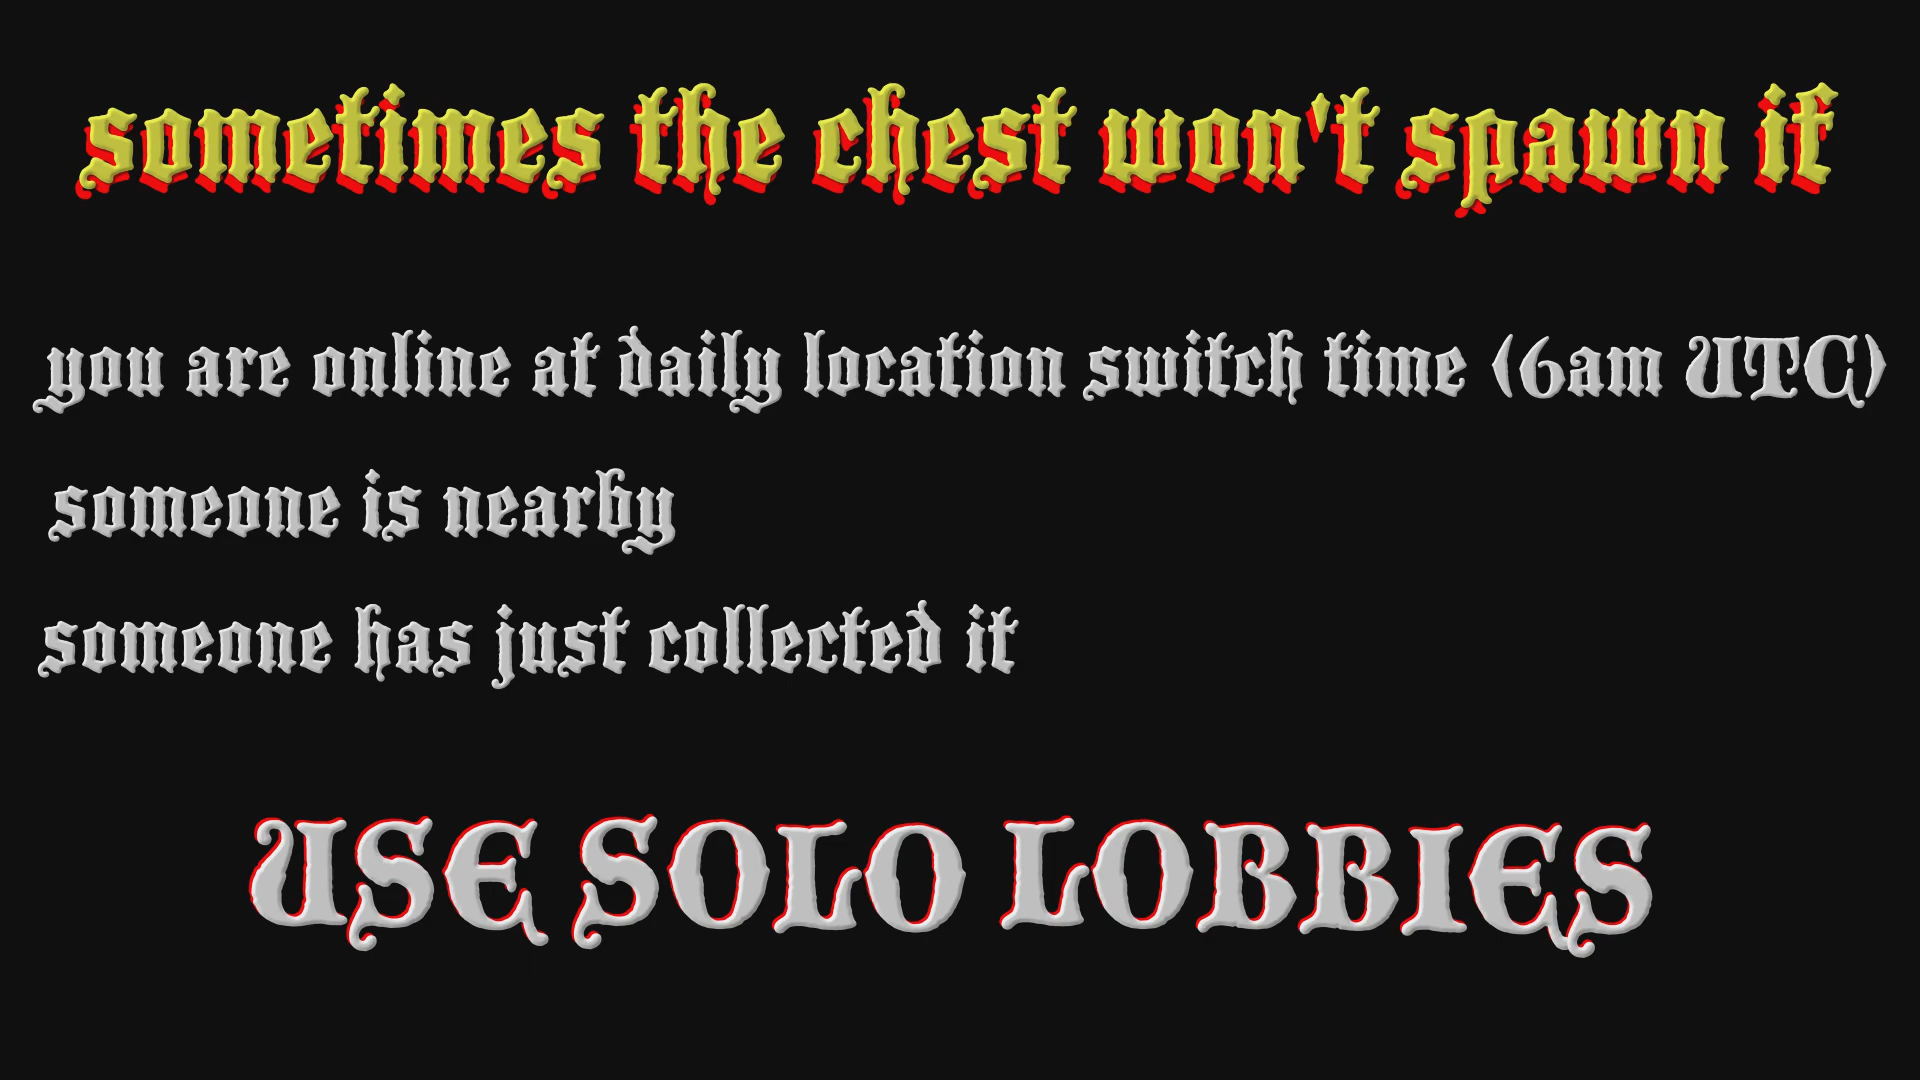 sometimes the chest won't spawn if
you are online at daily location switch time (6am UTC)
someone is nearby
someone has just collected it
USE SOLO LOBBIES